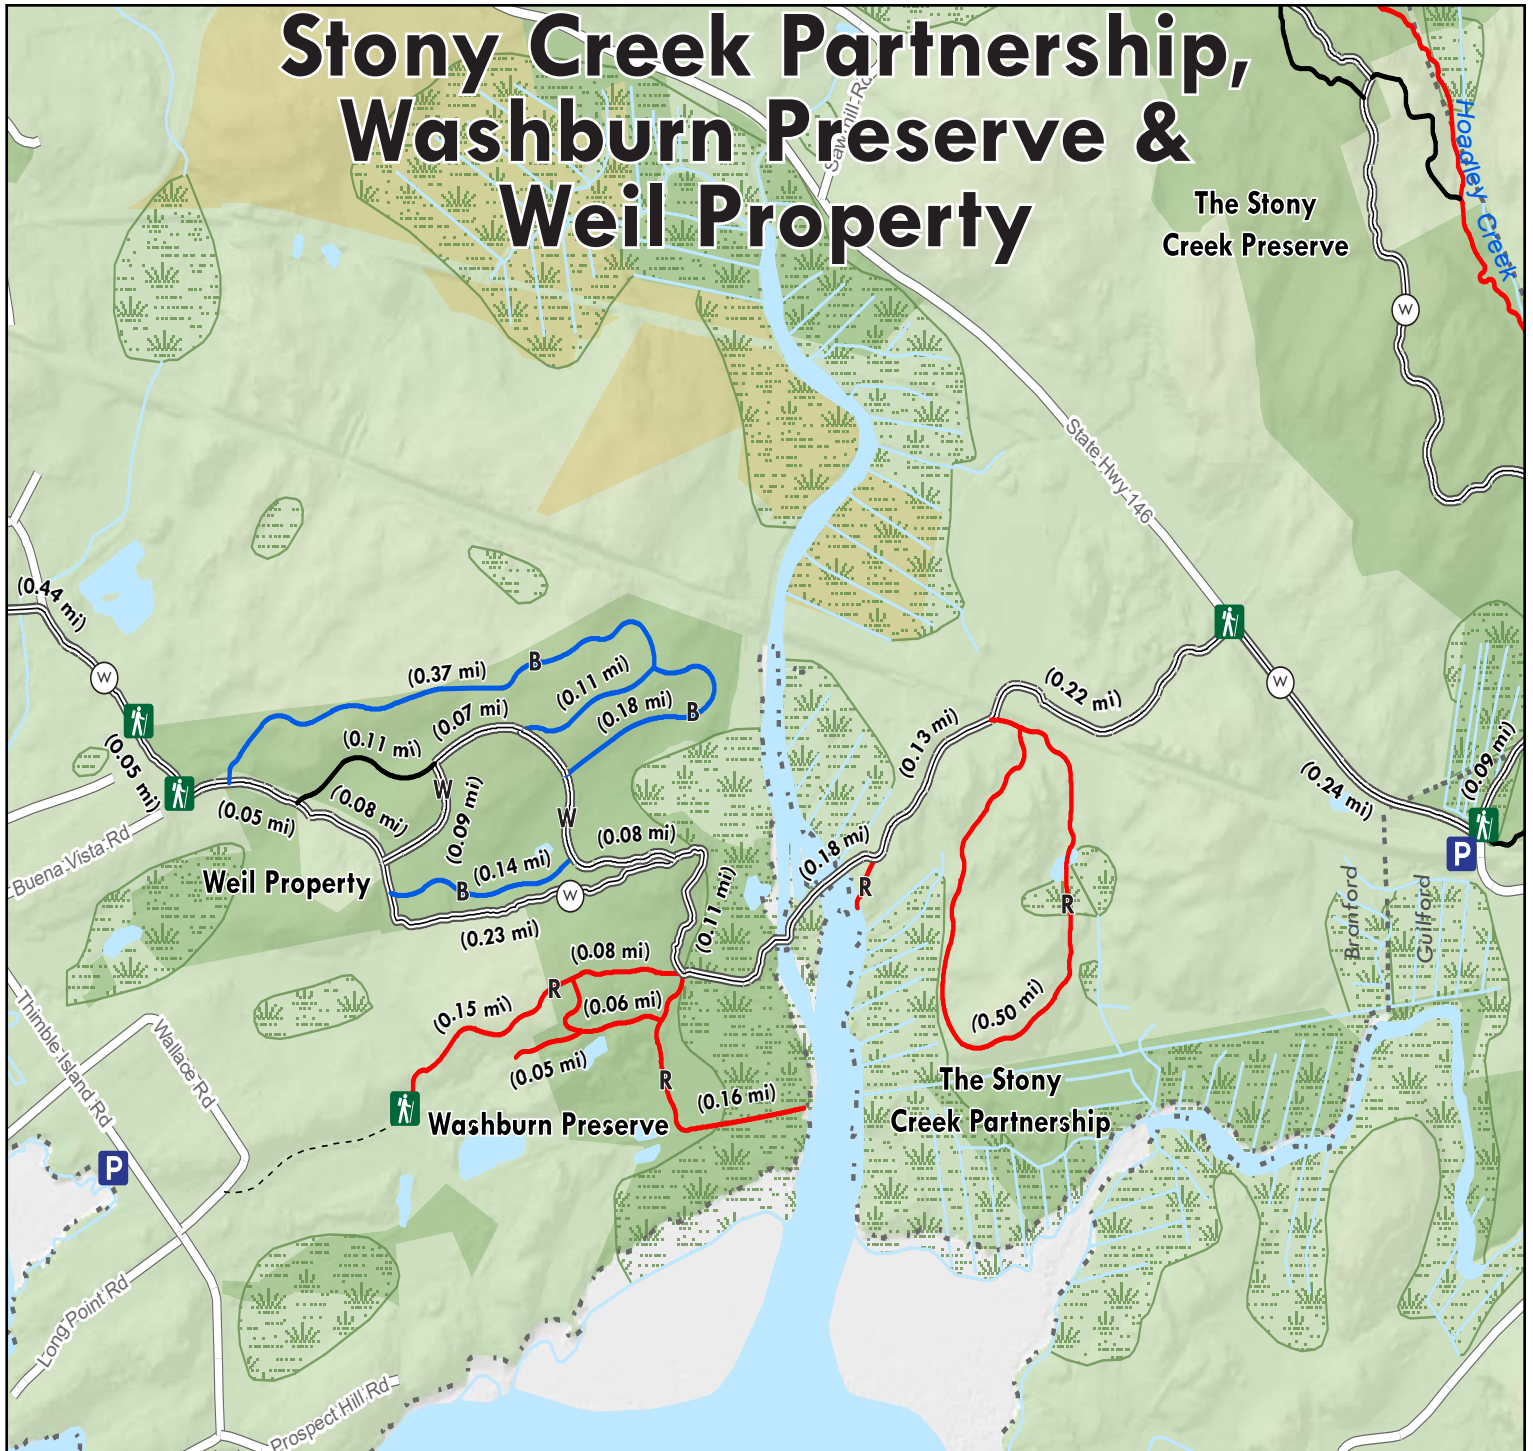 Stony Creek Partnership,
Washburn Preserve &
Weil Property
Sawmill Rd
The Stony
Creek Preserve
Hoadley Creek
W
State Hwy 146
(0.44 mi)
W
(0.05 mi)
(0.37 mi)
B
(0.11 mi)
(0.18 mi)
B
(0.07 mi)
(0.11 mi)
(0.22 mi)
W
(0.13 mi)
(0.09 mi)
(0.24 mi)
P
(0.05 mi)
(0.08 mi)
W
(0.09 mi)
W
(0.08 mi)
(0.18 mi)
R
R
Buena Vista Rd
Weil Property
B
(0.14 mi)
W
(0.23 mi)
(0.11 mi)
Branford
Guilford
(0.08 mi)
R
(0.15 mi)
(0.06 mi)
(0.05 mi)
R
(0.16 mi)
(0.50 mi)
The Stony
Creek Partnership
Washburn Preserve
Thimble Island Rd
Wallace Rd
P
Long Point Rd
Prospect Hill Rd